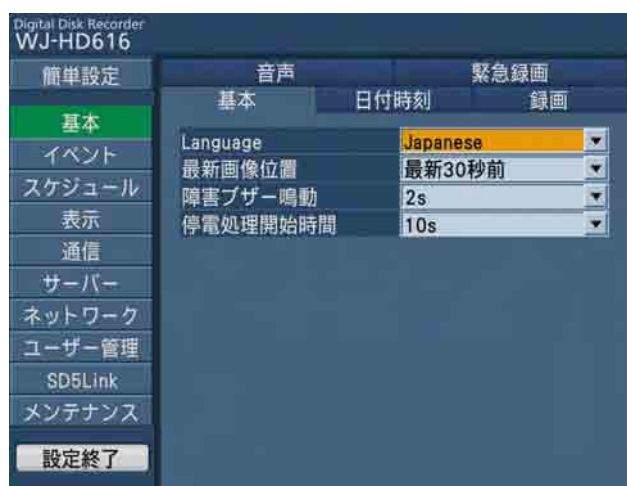 Digital Disk Recorder
WJ-HD616
簡単設定
基本
イベント
スケジュール
表示
通信
サーバー
ネットワーク
ユーザー管理
SD5Link
メンテナンス
設定終了
音声 緊急録画
基本 日付時刻 録画
Language Japanese
最新画像位置 最新30秒前
障害ブザー鳴動 2s
停電処理開始時間 10s